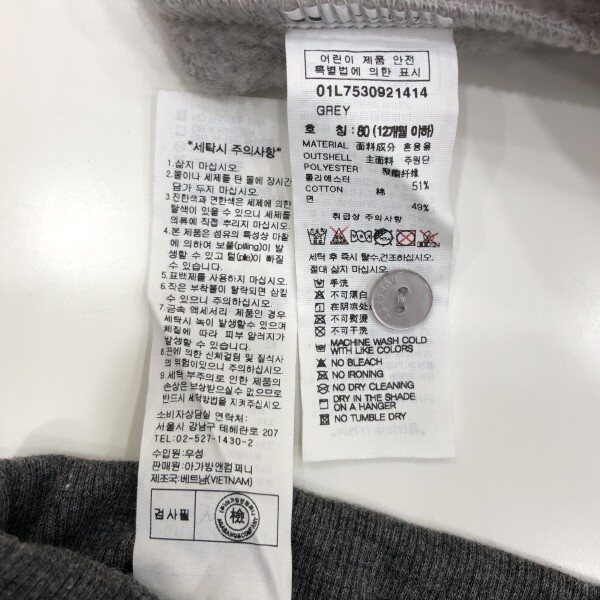 *세탁시 주의사항*
1.삶지 마십시오.
2.물이나 세제를 탄 물에 장시간
담가 두지 마십시오.
3.진한색과 연한색은 세제에 의한
탈색이 있을 수 있으니 세제를
의류에 직접 뿌리지 마십시오.
4.본 제품은 섬유의 특성상 마찰
에 의하여 보풀(pilling)이 발
생할 수 있고 털(pile)이 빠질
수 있습니다.
5.표백제를 사용하지 마십시오.
6.작은 부착물이 탈락되면 삼킬
수 있으니 주의하십시오.
7.금속 액세서리 제품인 경우
세탁시 녹이 발생할수 있으며
체질에 따라 피부 알러지가
발생할 수 있습니다.
8.끈에 의한 신체걸림 및 질식사
의 위험이 있으니 주의하십시오.
9.세탁 부주의로 인한 제품의
손상은 보상받으실수 없으므로
반드시 세탁방법을 지켜주십시오.
소비자상담실 연락처:
서울시 강남구 테헤란로 207
TEL:02-527-1430~2
수입원:우성
판매원:아가방앤컴퍼니
제조국:베트남(VIETNAM)
검사필
檢
AGABANG&COMPANY
어린이 제품 안전
특별법에 의한 표시
01L7530921414
GREY
호 칭: 80 (12개월 이하)
MATERIAL 面料成分 혼용율
OUTSHELL 主面料 주원단
POLYESTER 聚酯纤维
폴리에스터 51%
COTTON 棉
면 49%
취급상 주의사항
세탁 후 즉시 탈수,건조하십시오.
절대 삶지 마십시오.
手洗
不可漂白
在阴凉处
不可熨烫
不可干洗
MACHINE WASH COLD
WITH LIKE COLORS
NO BLEACH
NO IRONING
NO DRY CLEANING
DRY IN THE SHADE
ON A HANGER
NO TUMBLE DRY